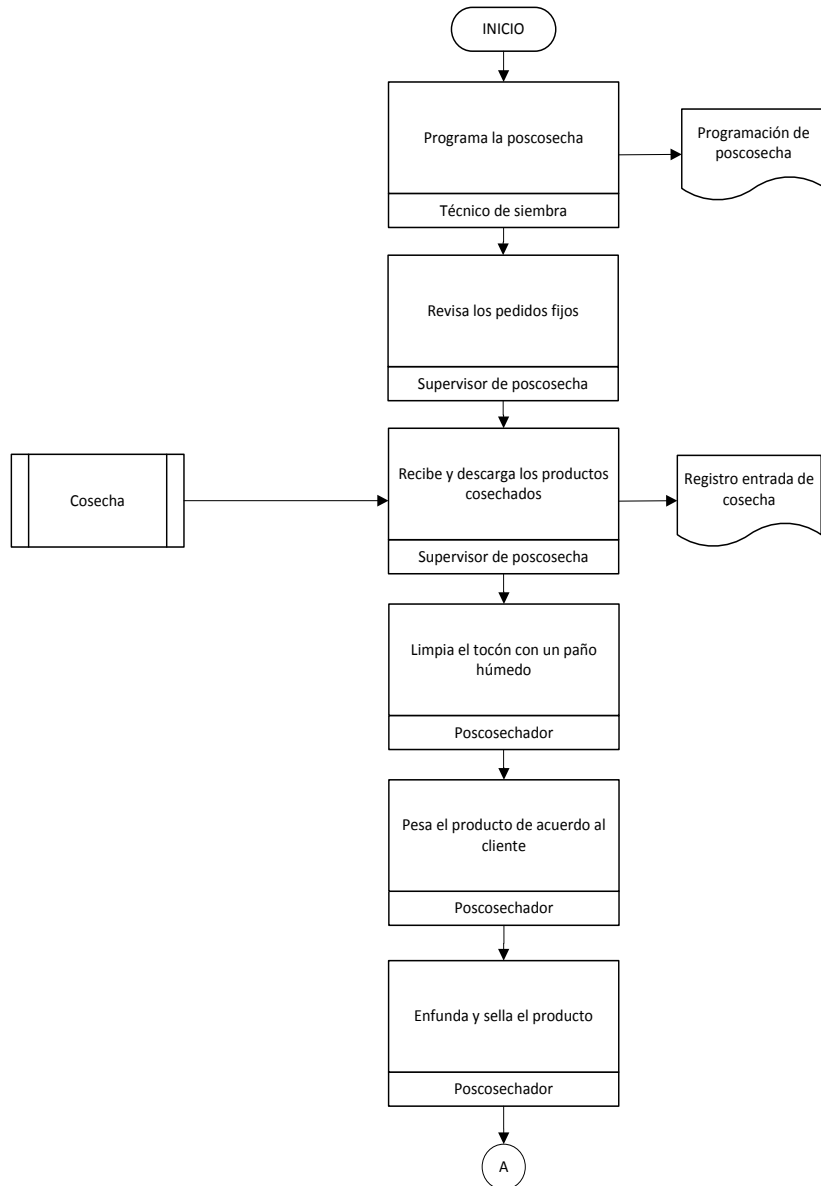 INICIO
Programa la poscosecha
Técnico de siembra
Programación de
poscosecha
Revisa los pedidos fijos
Supervisor de poscosecha
Cosecha
Recibe y descarga los productos
cosechados
Supervisor de poscosecha
Registro entrada de
cosecha
Limpia el tocón con un paño
húmedo
Poscosechador
Pesa el producto de acuerdo al
cliente
Poscosechador
Enfunda y sella el producto
Poscosechador
A